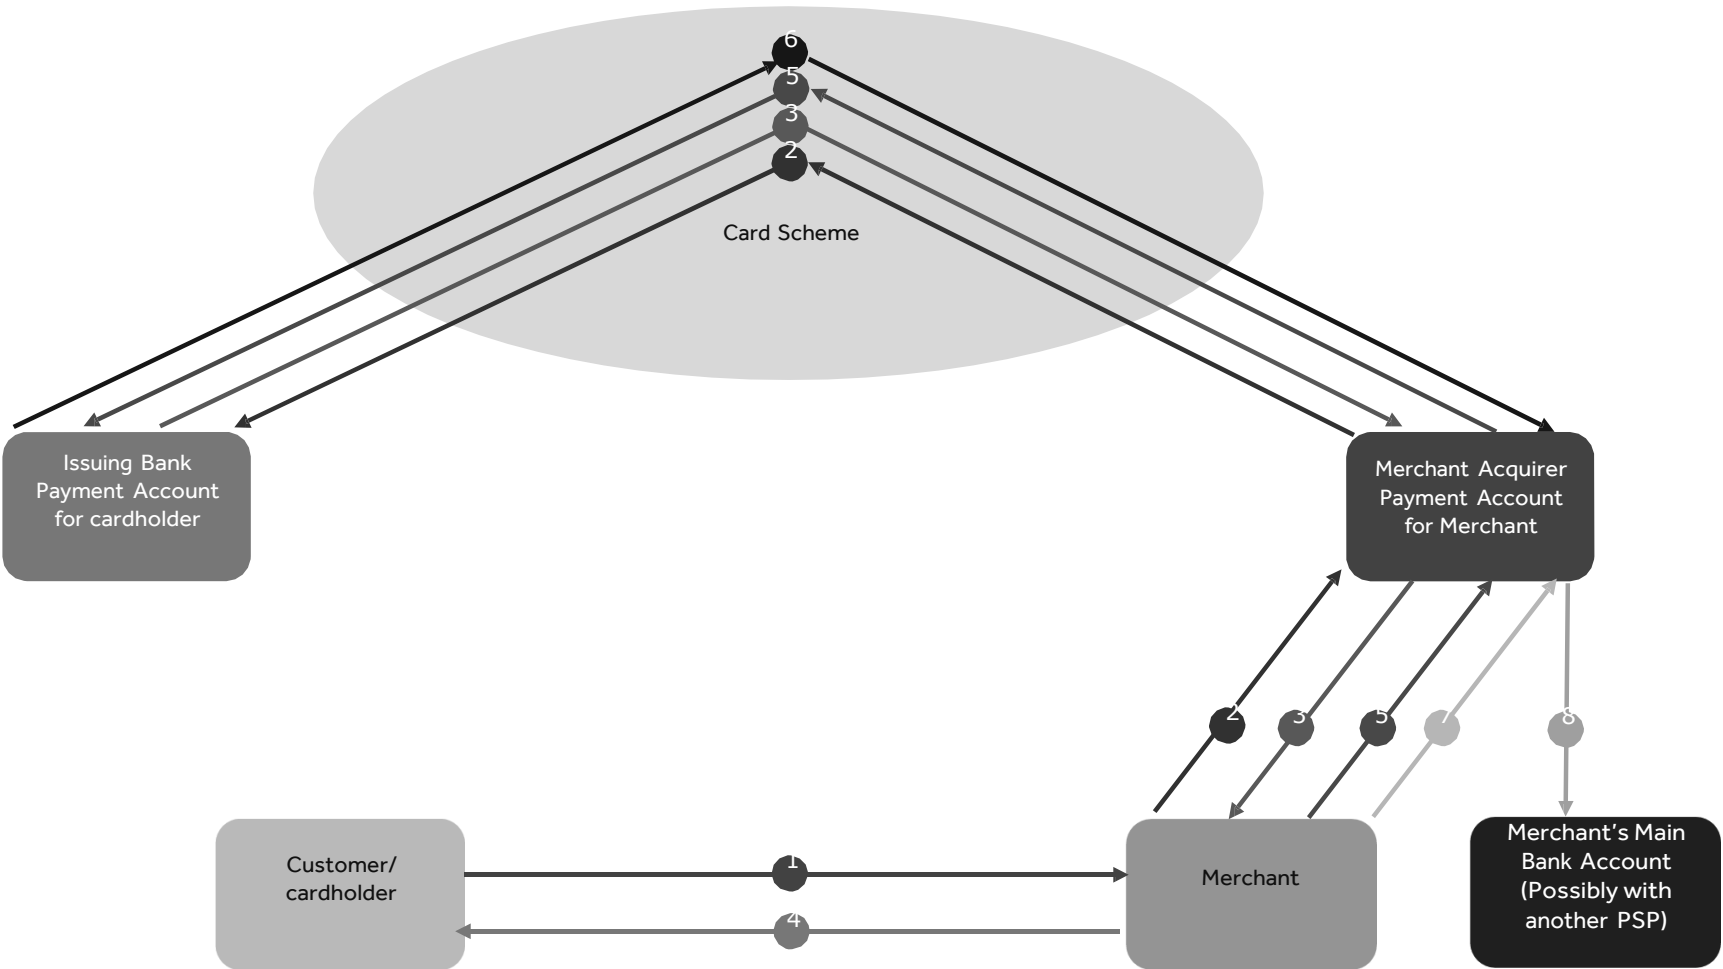 6
5
3
2
Card Scheme
Issuing Bank
Payment Account
for cardholder
Merchant Acquirer
Payment Account
for Merchant
2
3
5
7
8
Customer/
cardholder
1
4
Merchant
Merchant's Main
Bank Account
(Possibly with
another PSP)